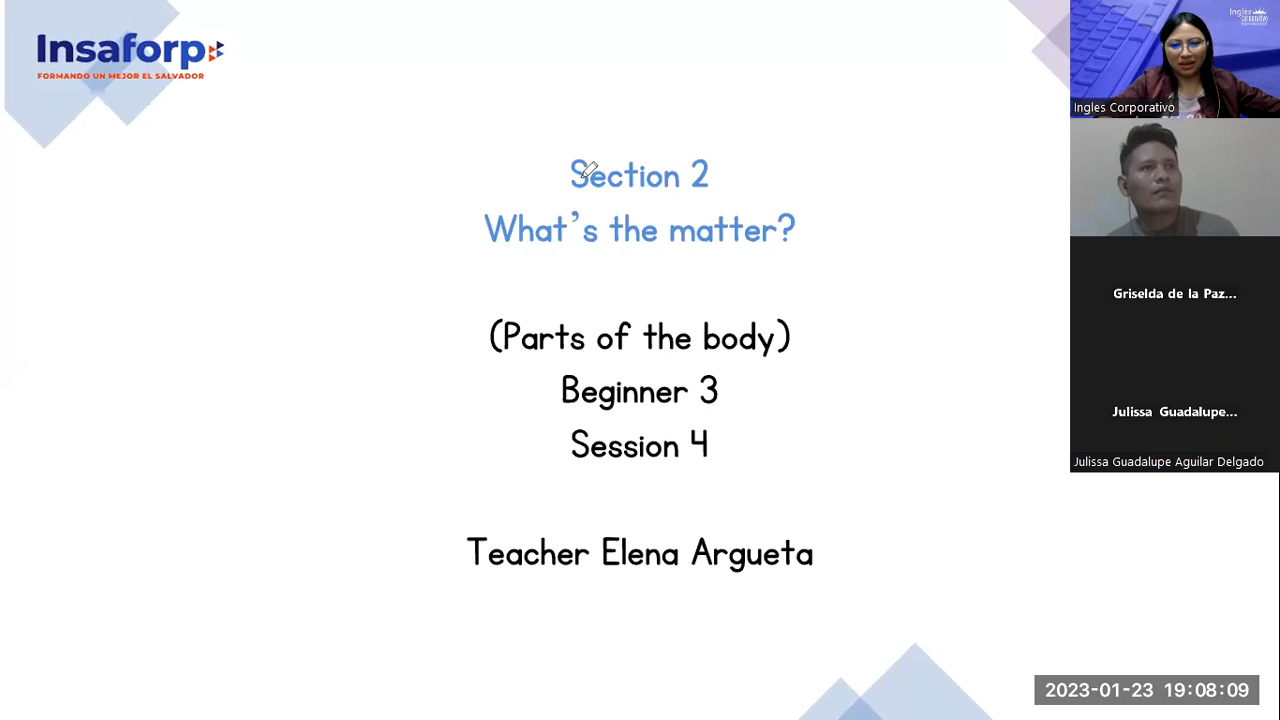 Insaforp
FORMANDO UN MEJOR EL SALVADOR
Section 2
What's the matter?
(Parts of the body)
Beginner 3
Session 4
Teacher Elena Argueta
Ingles Corporativo
Griselda de la Paz...
Julissa Guadalupe...
Julissa Guadalupe Aguilar Delgado
2023-01-23 19:08:09